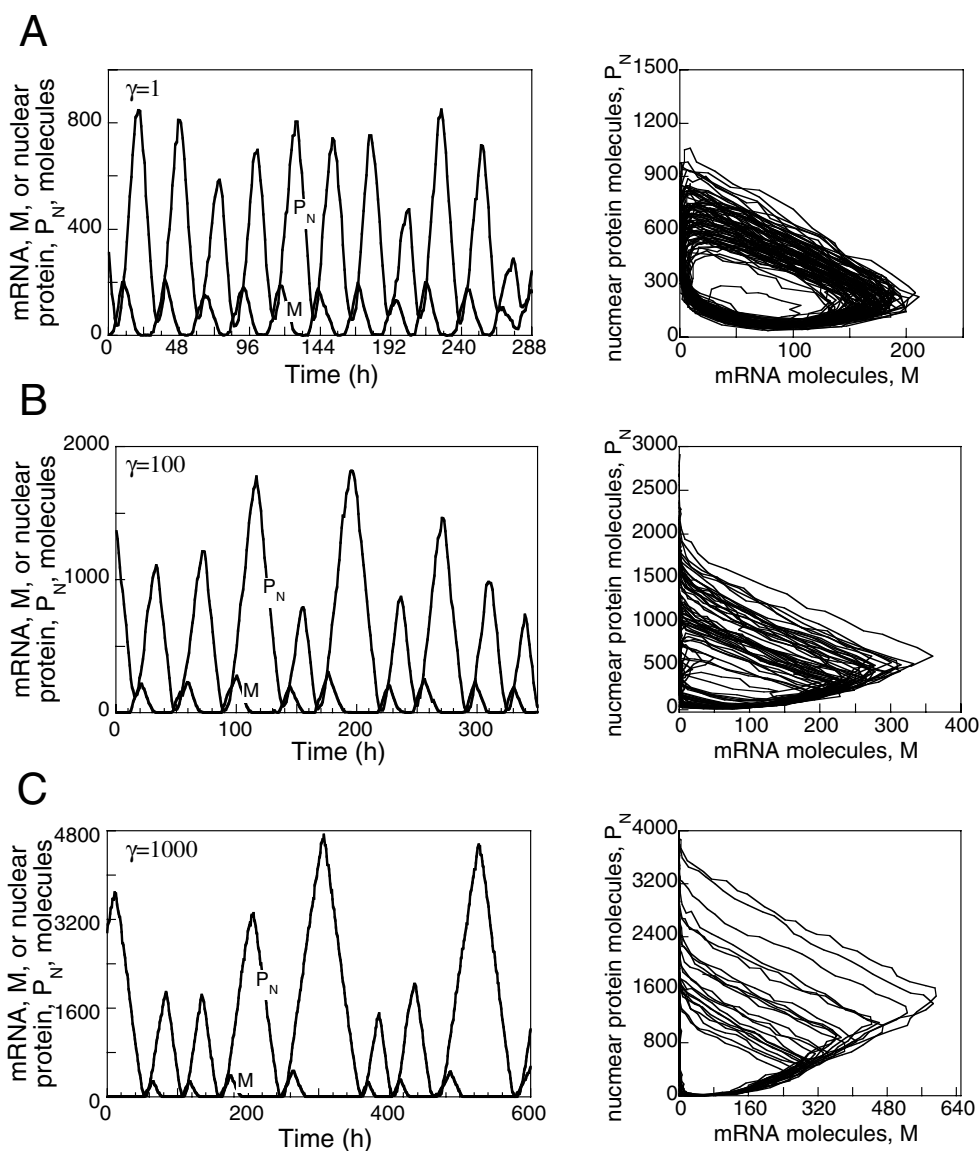 A
mRNA, M, or nuclear
protein, P_N, molecules
800
400
0
γ=1
P_N
M
0 48 96 144 192 240 288
Time (h)
nucmear protein molecules, P_N
1500
1200
900
600
300
0
0 100 200
mRNA molecules, M
B
mRNA, M, or nuclear
protein, P_N, molecules
2000
1000
0
γ=100
P_N
M
0 100 200 300
Time (h)
nucmear protein molecules, P_N
3000
2500
2000
1500
1000
500
0
0 100 200 300 400
mRNA molecules, M
C
mRNA, M, or nuclear
protein, P_N, molecules
4800
3200
1600
0
γ=1000
P_N
M
200 400 600
Time (h)
nucmear protein molecules, P_N
4000
3200
2400
1600
800
0
0 160 320 480 640
mRNA molecules, M